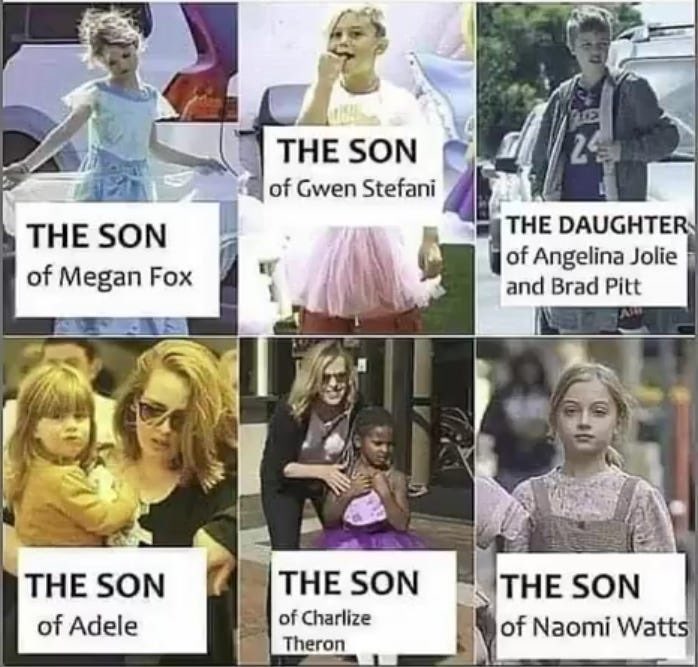 THE SON
of Megan Fox
THE SON
of Gwen Stefani
24
THE DAUGHTER
of Angelina Jolie
and Brad Pitt
THE SON
of Adele
THE SON
of Charlize
Theron
THE SON
of Naomi Watts